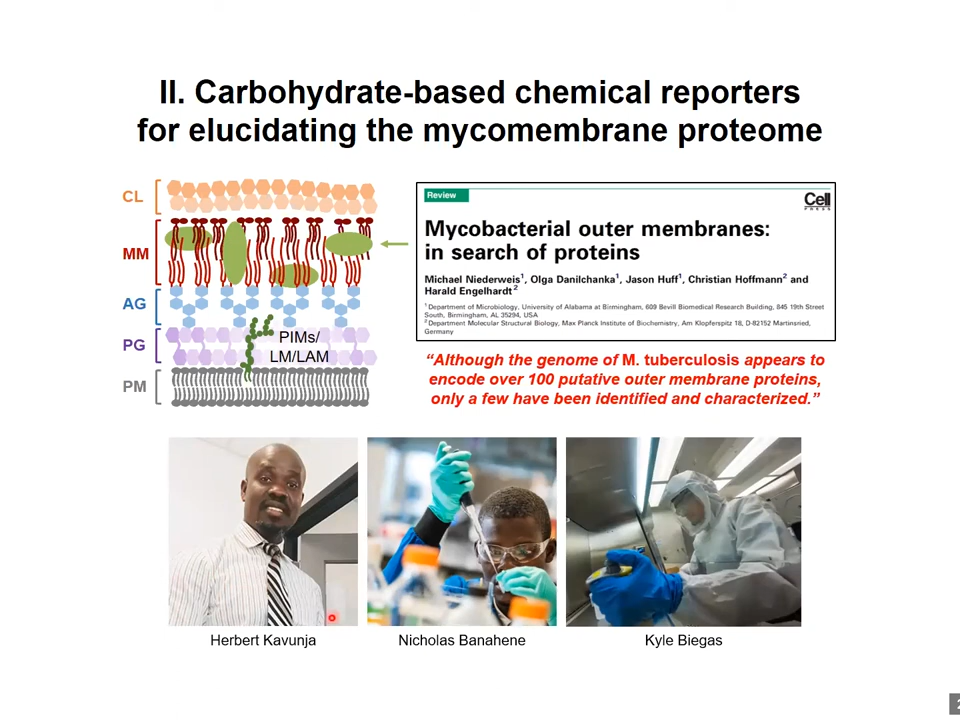 II. Carbohydrate-based chemical reporters
for elucidating the mycomembrane proteome
CL
MM
AG
PG
PM
PIMs/
LM/LAM
Review
Cell
PRESS
Mycobacterial outer membranes:
in search of proteins
Michael Niederweis¹, Olga Danilchanka¹, Jason Huff¹, Christian Hoffmann² and
Harald Engelhardt²
¹Department of Microbiology, University of Alabama at Birmingham, 609 Bevill Biomedical Research Building, 845 19th Street
South, Birmingham, AL 35294, USA
²Department Molecular Structural Biology, Max Planck Institute of Biochemistry, Am Klopferspitz 18, D-82152 Martinsried,
Germany
“Although the genome of M. tuberculosis appears to
encode over 100 putative outer membrane proteins,
only a few have been identified and characterized.”
Herbert Kavunja
Nicholas Banahene
Kyle Biegas